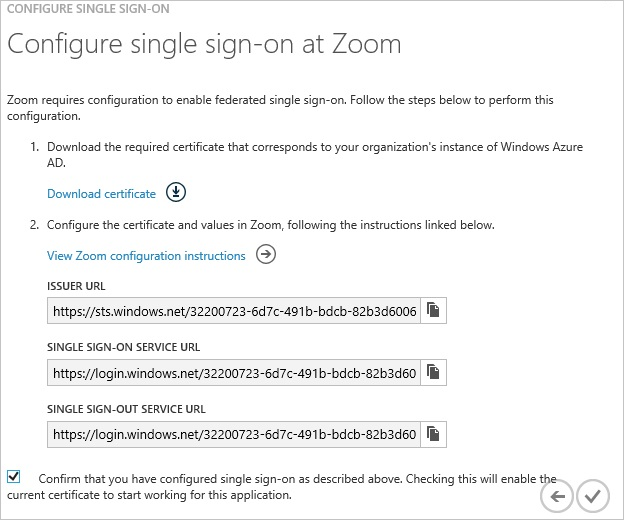 CONFIGURE SINGLE SIGN-ON
Configure single sign-on at Zoom
Zoom requires configuration to enable federated single sign-on. Follow the steps below to perform this
configuration.
1. Download the required certificate that corresponds to your organization's instance of Windows Azure
AD.
Download certificate
2. Configure the certificate and values in Zoom, following the instructions linked below.
View Zoom configuration instructions
ISSUER URL
https://sts.windows.net/32200723-6d7c-491b-bdcb-82b3d6006
SINGLE SIGN-ON SERVICE URL
https://login.windows.net/32200723-6d7c-491b-bdcb-82b3d60
SINGLE SIGN-OUT SERVICE URL
https://login.windows.net/32200723-6d7c-491b-bdcb-82b3d60
Confirm that you have configured single sign-on as described above. Checking this will enable the
current certificate to start working for this application.